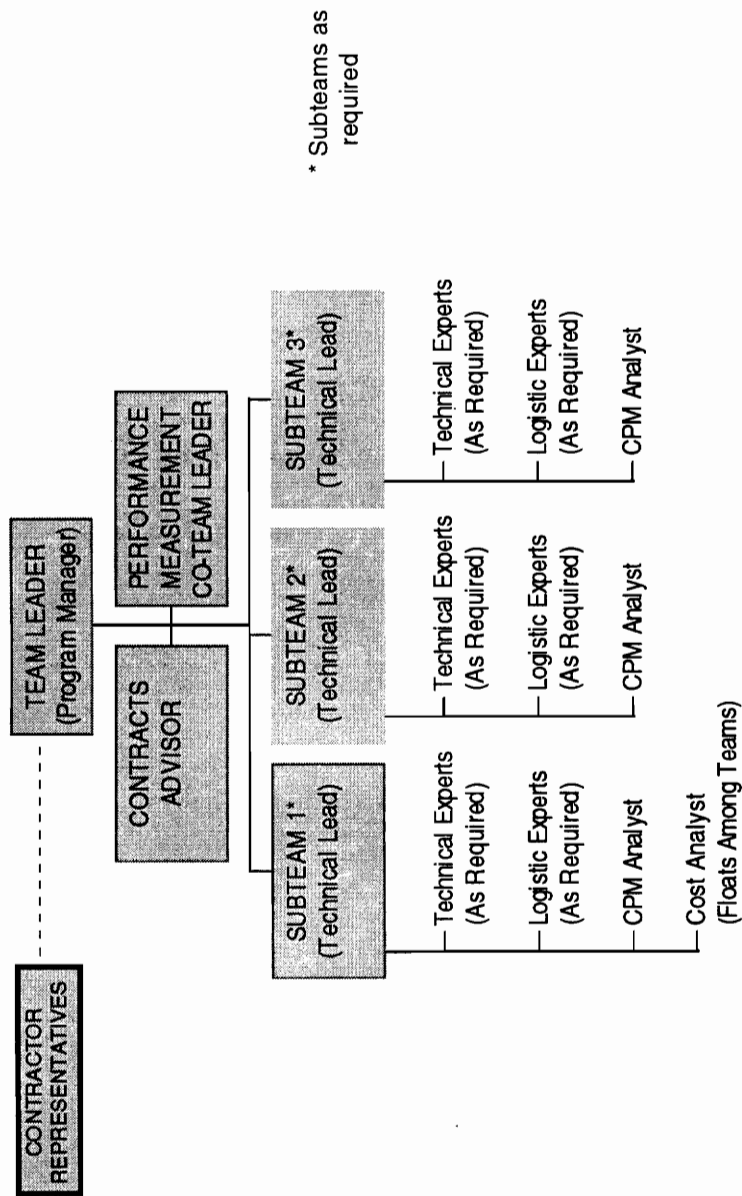 CONTRACTOR
REPRESENTATIVES
TEAM LEADER
(Program Manager)
CONTRACTS
ADVISOR
PERFORMANCE
MEASUREMENT
CO-TEAM LEADER
SUBTEAM 1*
(Technical Lead)
Technical Experts
(As Required)
Logistic Experts
(As Required)
CPM Analyst
Cost Analyst
(Floats Among Teams)
SUBTEAM 2*
(Technical Lead)
Technical Experts
(As Required)
Logistic Experts
(As Required)
CPM Analyst
SUBTEAM 3*
(Technical Lead)
Technical Experts
(As Required)
Logistic Experts
(As Required)
CPM Analyst
* Subteams as
required